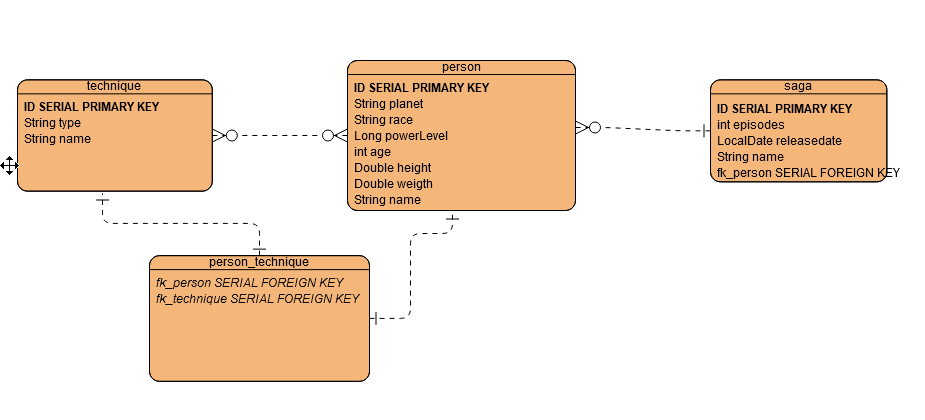 technique
ID SERIAL PRIMARY KEY
String type
String name
person
ID SERIAL PRIMARY KEY
String planet
String race
Long powerLevel
int age
Double height
Double weigth
String name
saga
ID SERIAL PRIMARY KEY
int episodes
LocalDate releasedate
String name
fk_person SERIAL FOREIGN KEY
person_technique
fk_person SERIAL FOREIGN KEY
fk_technique SERIAL FOREIGN KEY